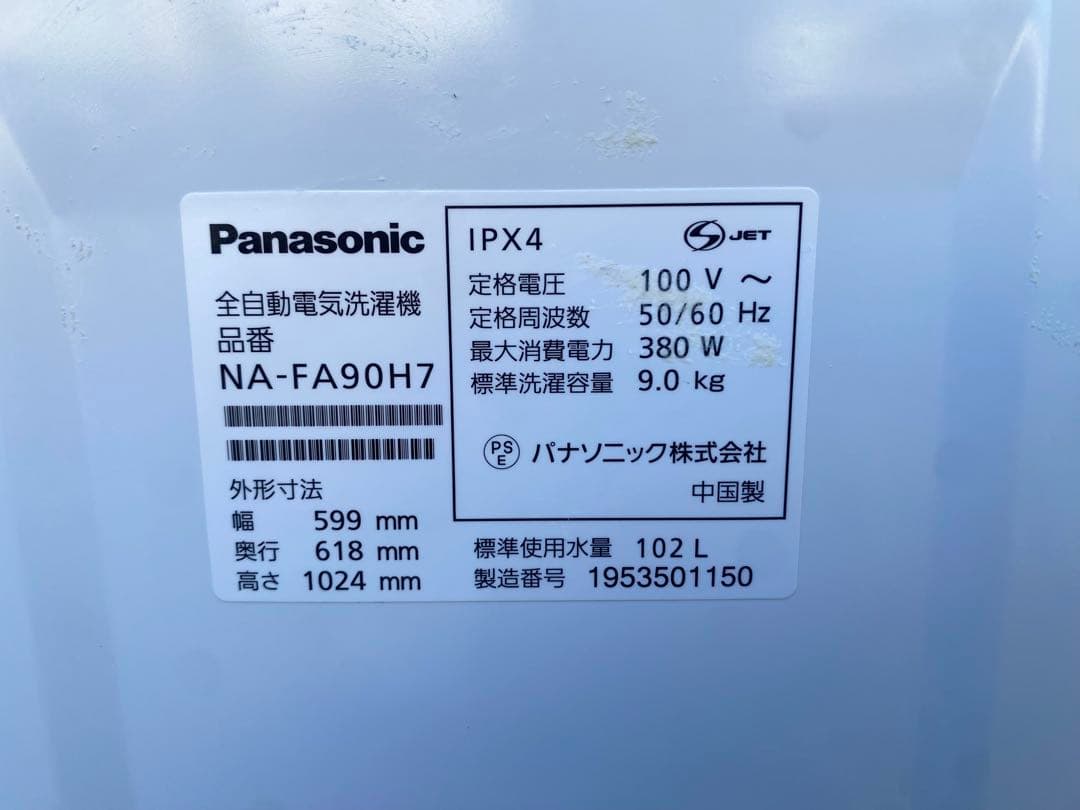 Panasonic
全自動電気洗濯機
品番
NA-FA90H7
外形寸法
幅 599 mm
奥行 618 mm
高さ 1024 mm
IPX4
S JET
定格電圧 100 V ～
定格周波数 50/60 Hz
最大消費電力 380 W
標準洗濯容量 9.0 kg
PS
E
パナソニック株式会社
中国製
標準使用水量 102 L
製造番号 1953501150